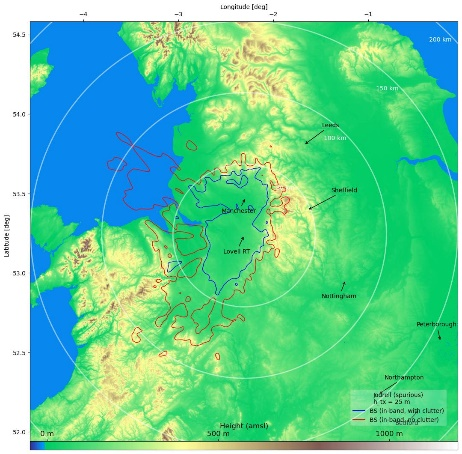 Longitude [deg]
−4
−3
−2
−1
54.5
54.0
53.5
53.0
52.5
52.0
Latitude [deg]
200 km
150 km
100 km
Leeds
Sheffield
Manchester
Lovell RT
Nottingham
Peterborough
Northampton
Jodrell (spurious)
h_tx = 25 m
BS (in-band, with clutter)
BS (in-band, no clutter)
Height (amsl)
0 m
500 m
1000 m